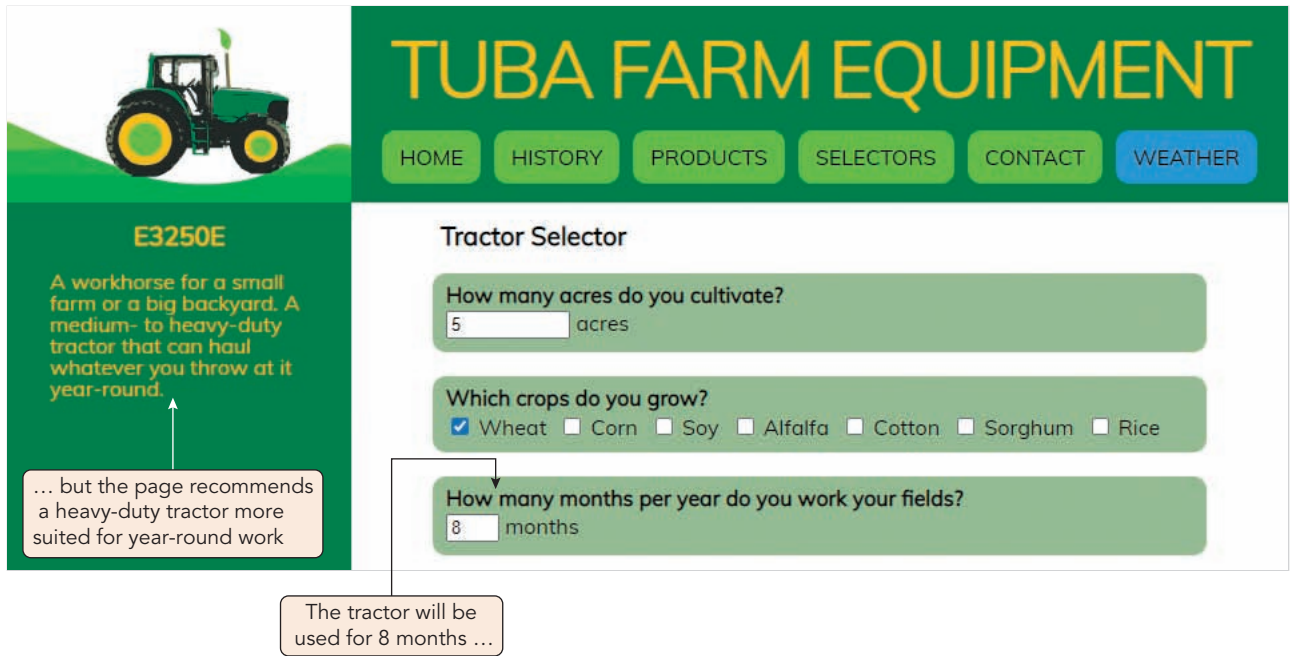 TUBA FARM EQUIPMENT
HOME HISTORY PRODUCTS SELECTORS CONTACT WEATHER
E3250E
A workhorse for a small
farm or a big backyard. A
medium- to heavy-duty
tractor that can haul
whatever you throw at it
year-round.
… but the page recommends
a heavy-duty tractor more
suited for year-round work
Tractor Selector
How many acres do you cultivate?
5 acres
Which crops do you grow?
Wheat Corn Soy Alfalfa Cotton Sorghum Rice
How many months per year do you work your fields?
8 months
The tractor will be
used for 8 months …